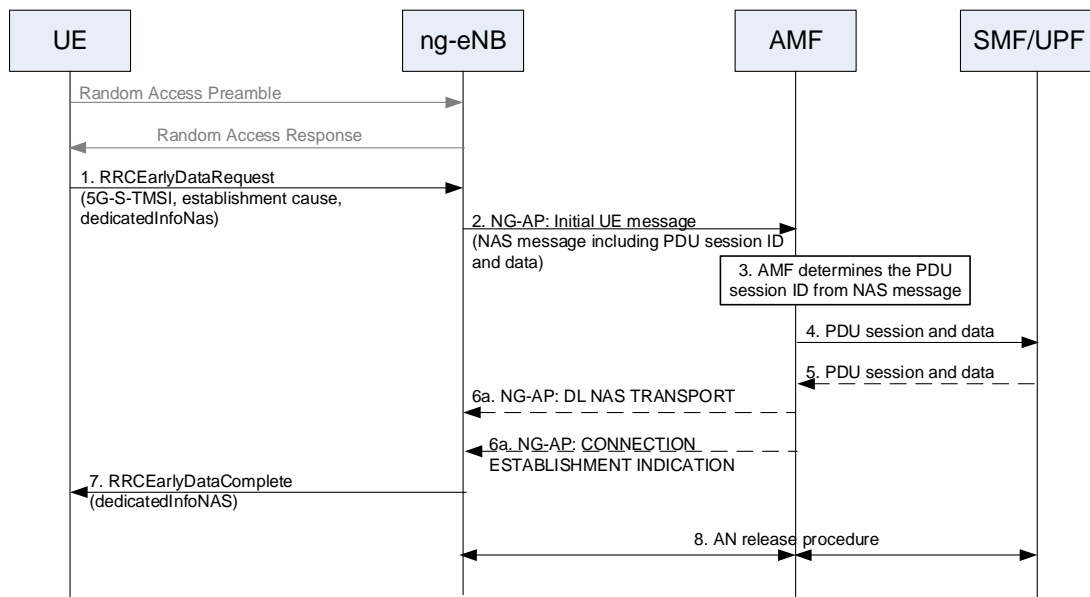 UE
ng-eNB
AMF
SMF/UPF
Random Access Preamble
Random Access Response
1. RRCEarlyDataRequest
(5G-S-TMSI, establishment cause,
dedicatedInfoNas)
2. NG-AP: Initial UE message
(NAS message including PDU session ID
and data)
3. AMF determines the PDU
session ID from NAS message
4. PDU session and data
5. PDU session and data
6a. NG-AP: DL NAS TRANSPORT
6a. NG-AP: CONNECTION
ESTABLISHMENT INDICATION
7. RRCEarlyDataComplete
(dedicatedInfoNAS)
8. AN release procedure